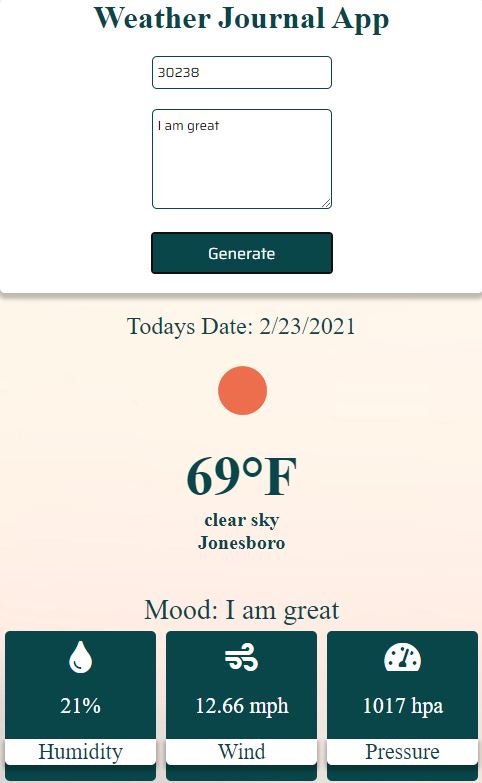 Weather Journal App
30238
I am great
Generate
Todays Date: 2/23/2021
69°F
clear sky
Jonesboro
Mood: I am great
21%
12.66 mph
1017 hpa
Humidity
Wind
Pressure